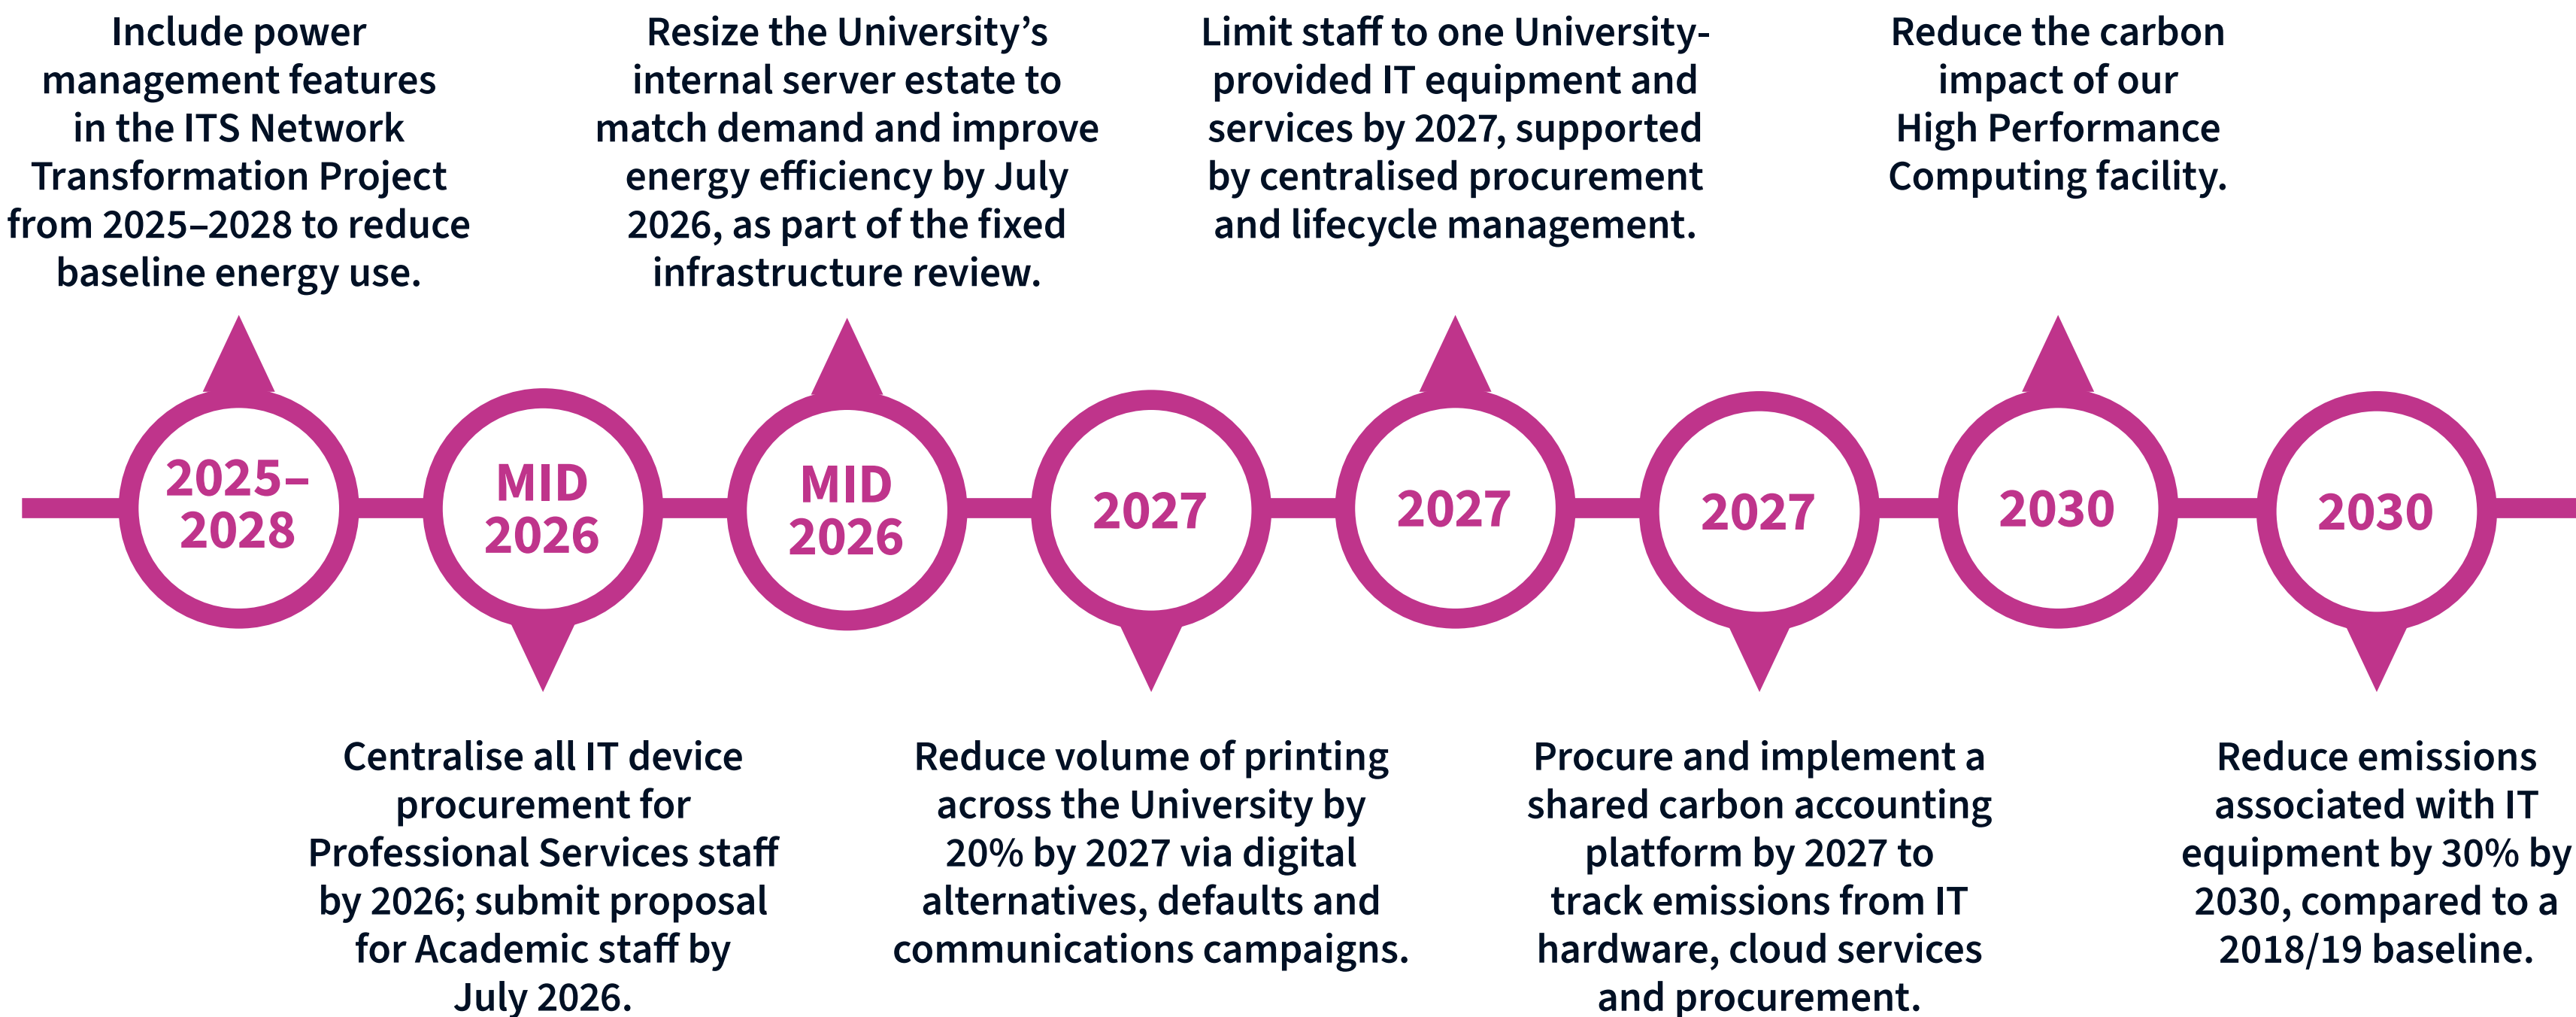 Include power
management features
in the ITS Network
Transformation Project
from 2025–2028 to reduce
baseline energy use.
Resize the University’s
internal server estate to
match demand and improve
energy efficiency by July
2026, as part of the fixed
infrastructure review.
Limit staff to one University-
provided IT equipment and
services by 2027, supported
by centralised procurement
and lifecycle management.
Reduce the carbon
impact of our
High Performance
Computing facility.
2025–
2028
MID
2026
MID
2026
2027
2027
2027
2030
2030
Centralise all IT device
procurement for
Professional Services staff
by 2026; submit proposal
for Academic staff by
July 2026.
Reduce volume of printing
across the University by
20% by 2027 via digital
alternatives, defaults and
communications campaigns.
Procure and implement a
shared carbon accounting
platform by 2027 to
track emissions from IT
hardware, cloud services
and procurement.
Reduce emissions
associated with IT
equipment by 30% by
2030, compared to a
2018/19 baseline.